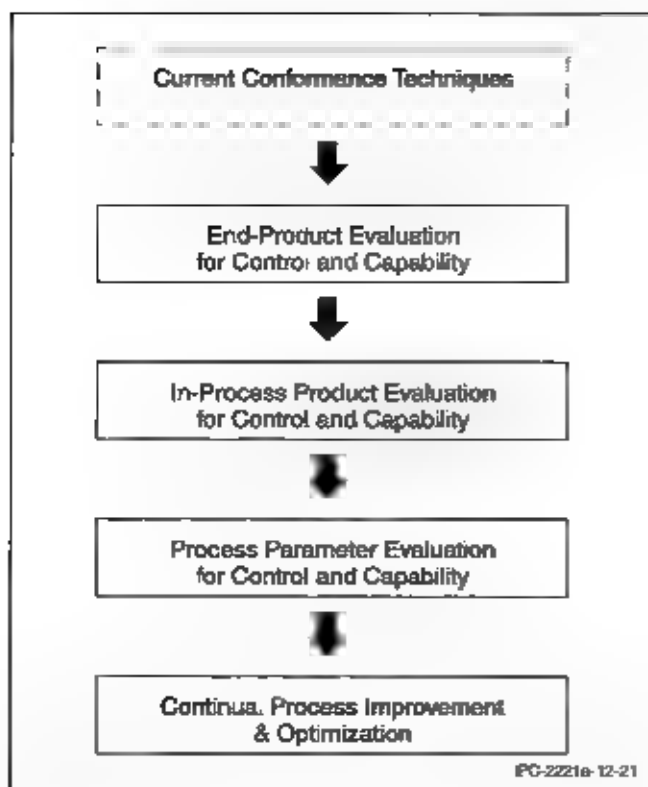 Current Conformance Techniques
End-Product Evaluation
for Control and Capability
In-Process Product Evaluation
for Control and Capability
Process Parameter Evaluation
for Control and Capability
Continual Process Improvement
& Optimization
IPC-2221a-12-21